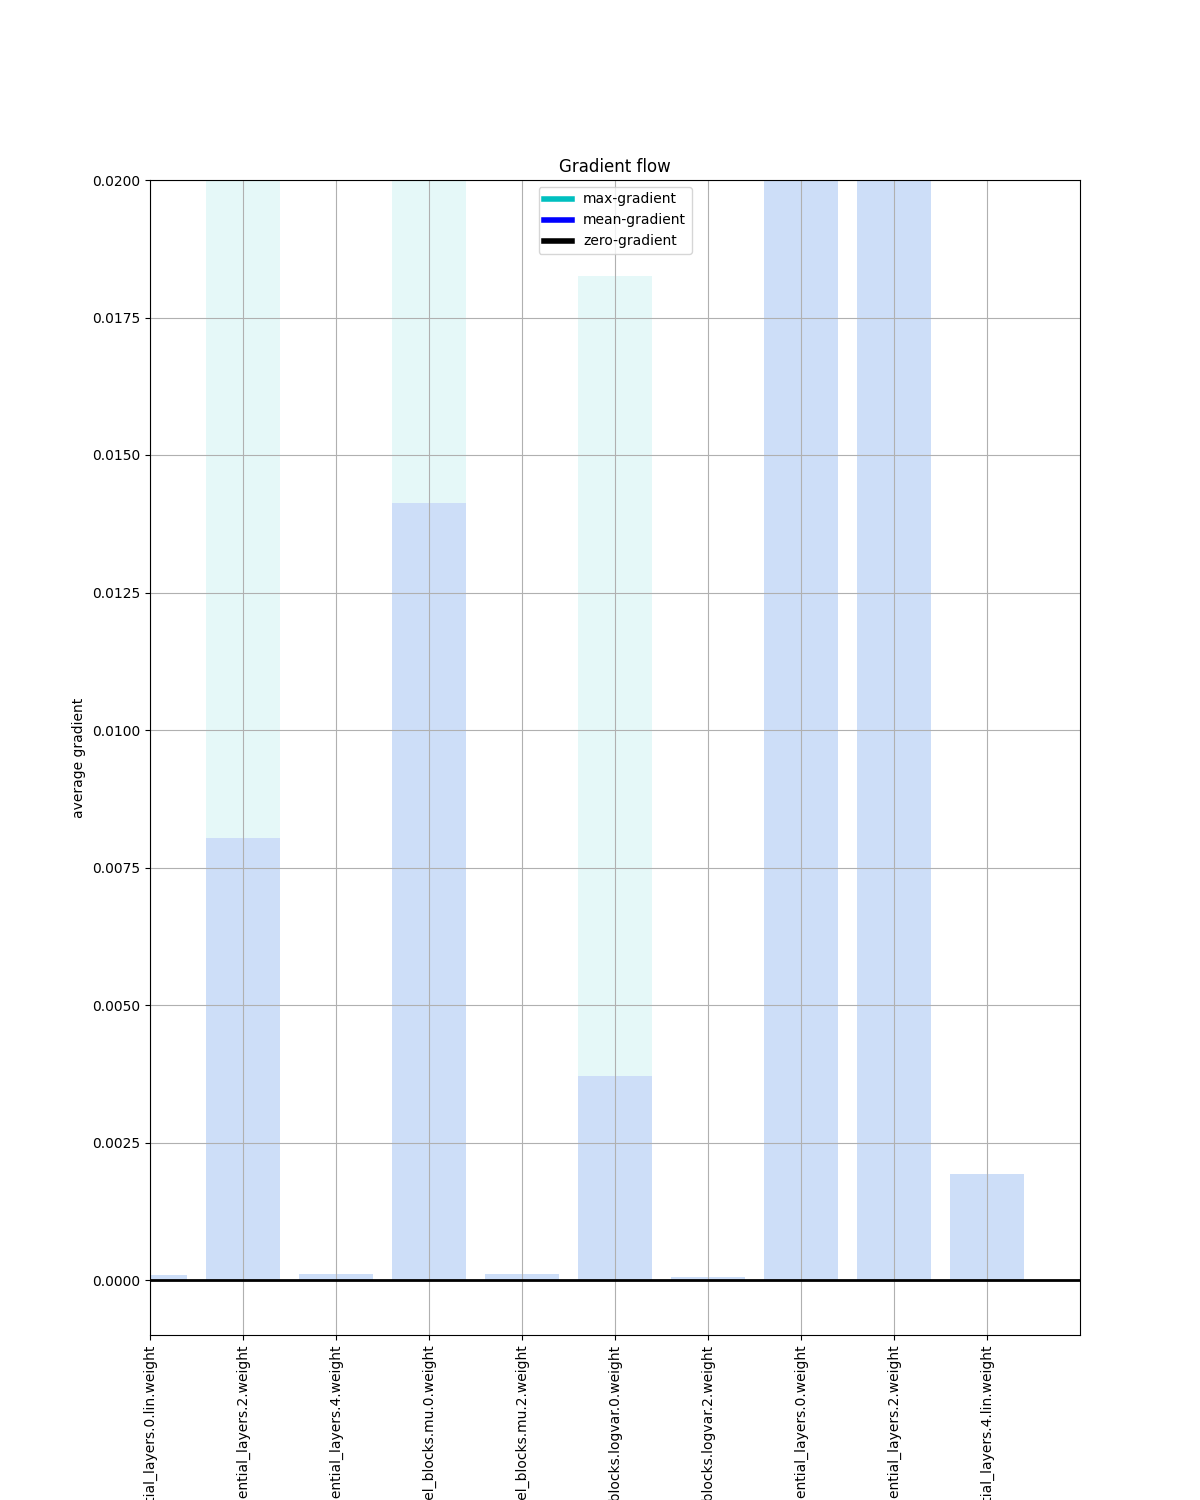 Gradient flow
max-gradient
mean-gradient
zero-gradient
0.0200
0.0175
0.0150
0.0125
0.0100
0.0075
0.0050
0.0025
0.0000
average gradient
tial_layers.0.lin.weight
ential_layers.2.weight
ential_layers.4.weight
el_blocks.mu.0.weight
el_blocks.mu.2.weight
blocks.logvar.0.weight
blocks.logvar.2.weight
ential_layers.0.weight
ential_layers.2.weight
tial_layers.4.lin.weight